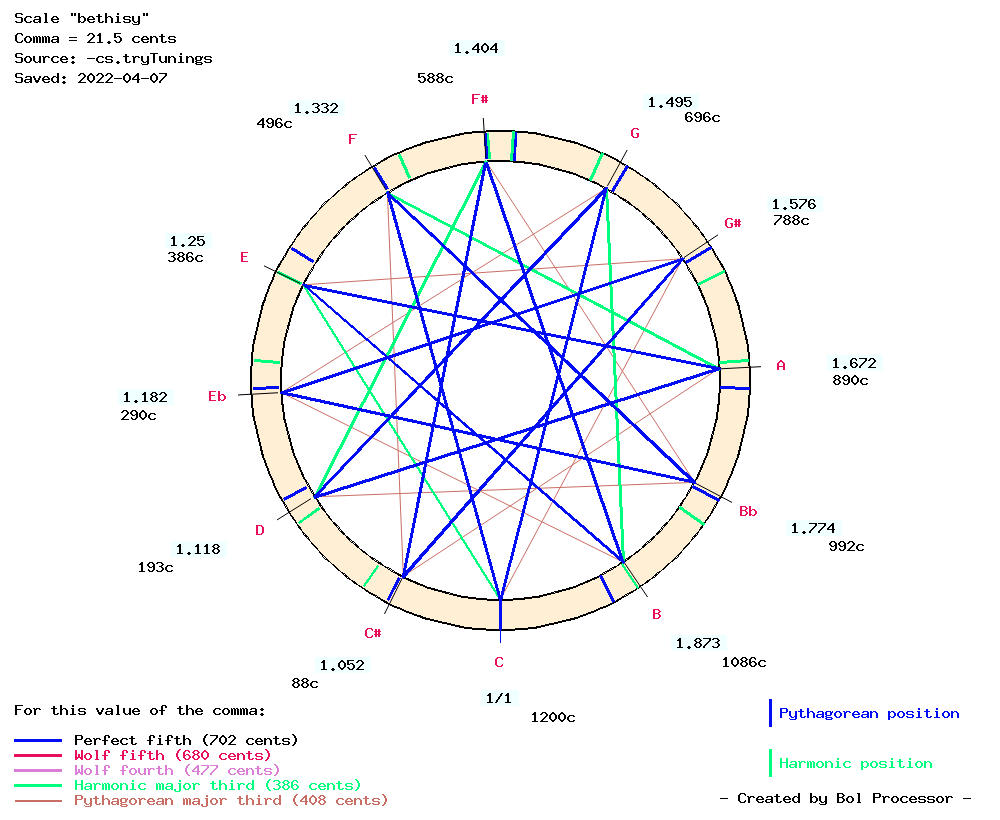 Scale "bethisy"
Comma = 21.5 cents
Source: -cs.tryTunings
Saved: 2022-04-07
1.404
588c
F#
1.495
696c
G
1.332
496c
F
1.576
788c
G#
1.25
386c
E
1.672
890c
A
1.182
290c
Eb
Bb
1.774
992c
D
1.118
193c
B
1.873
1086c
C#
1.052
88c
C
1/1
1200c
For this value of the comma:
Perfect fifth (702 cents)
Wolf fifth (680 cents)
Wolf fourth (477 cents)
Harmonic major third (386 cents)
Pythagorean major third (408 cents)
Pythagorean position
Harmonic position
- Created by Bol Processor -